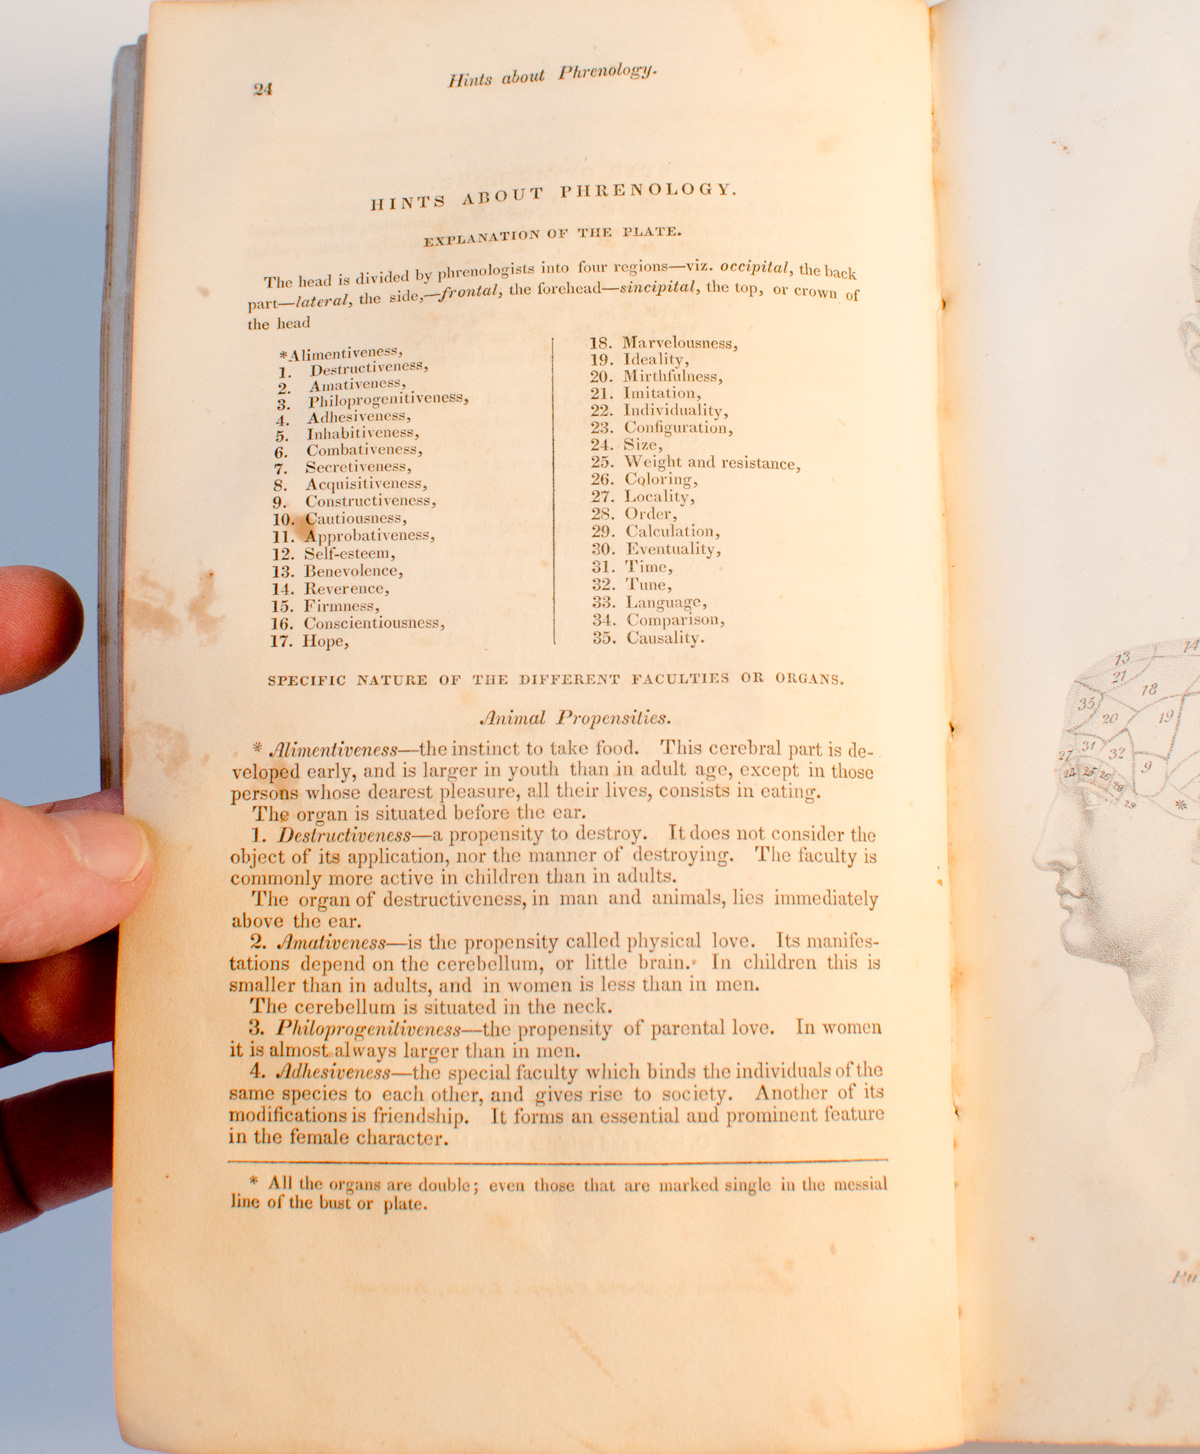 24
Hints about Phrenology.
HINTS ABOUT PHRENOLOGY.
EXPLANATION OF THE PLATE.
The head is divided by phrenologists into four regions—viz. occipital, the back
part—lateral, the side,—frontal, the forehead—sincipital, the top, or crown of
the head
*Alimentiveness,
1. Destructiveness,
2. Amativeness,
3. Philoprogenitiveness,
4. Adhesiveness,
5. Inhabitiveness,
6. Combativeness,
7. Secretiveness,
8. Acquisitiveness,
9. Constructiveness,
10. Cautiousness,
11. Approbativeness,
12. Self-esteem,
13. Benevolence,
14. Reverence,
15. Firmness,
16. Conscientiousness,
17. Hope,
18. Marvelousness,
19. Ideality,
20. Mirthfulness,
21. Imitation,
22. Individuality,
23. Configuration,
24. Size,
25. Weight and resistance,
26. Coloring,
27. Locality,
28. Order,
29. Calculation,
30. Eventuality,
31. Time,
32. Tune,
33. Language,
34. Comparison,
35. Causality.
SPECIFIC NATURE OF THE DIFFERENT FACULTIES OR ORGANS.
Animal Propensities.
* Alimentiveness—the instinct to take food. This cerebral part is de-
veloped early, and is larger in youth than in adult age, except in those
persons whose dearest pleasure, all their lives, consists in eating.
The organ is situated before the ear.
1. Destructiveness—a propensity to destroy. It does not consider the
object of its application, nor the manner of destroying. The faculty is
commonly more active in children than in adults.
The organ of destructiveness, in man and animals, lies immediately
above the ear.
2. Amativeness—is the propensity called physical love. Its manifes-
tations depend on the cerebellum, or little brain. In children this is
smaller than in adults, and in women is less than in men.
The cerebellum is situated in the neck.
3. Philoprogenitiveness—the propensity of parental love. In women
it is almost always larger than in men.
4. Adhesiveness—the special faculty which binds the individuals of the
same species to each other, and gives rise to society. Another of its
modifications is friendship. It forms an essential and prominent feature
in the female character.
* All the organs are double; even those that are marked single in the messial
line of the bust or plate.
13
14
21
18
35
20
19
27
31
32
9
25
26
28
29
*